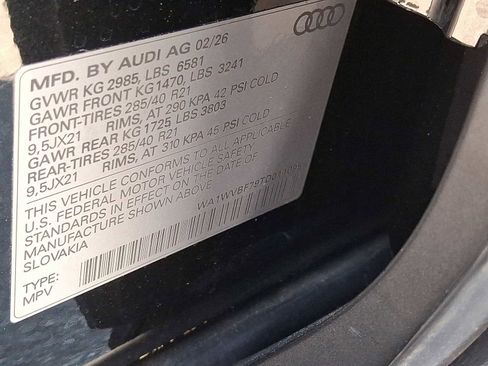 MFD. BY AUDI AG 02/26
GVWR KG 2985, LBS 6581
GAWR FRONT KG 1470, LBS 3241
FRONT-TIRES 285/40 R21
9,5JX21 RIMS, AT 290 KPA 42 PSI COLD
GAWR REAR KG 1725 LBS 3803
REAR-TIRES 285/40 R21
9,5JX21 RIMS, AT 310 KPA 45 PSI COLD
THIS VEHICLE CONFORMS TO ALL APPLICABLE
U.S. FEDERAL MOTOR VEHICLE SAFETY
STANDARDS IN EFFECT ON THE DATE OF
MANUFACTURE SHOWN ABOVE
SLOVAKIA
TYPE:
MPV